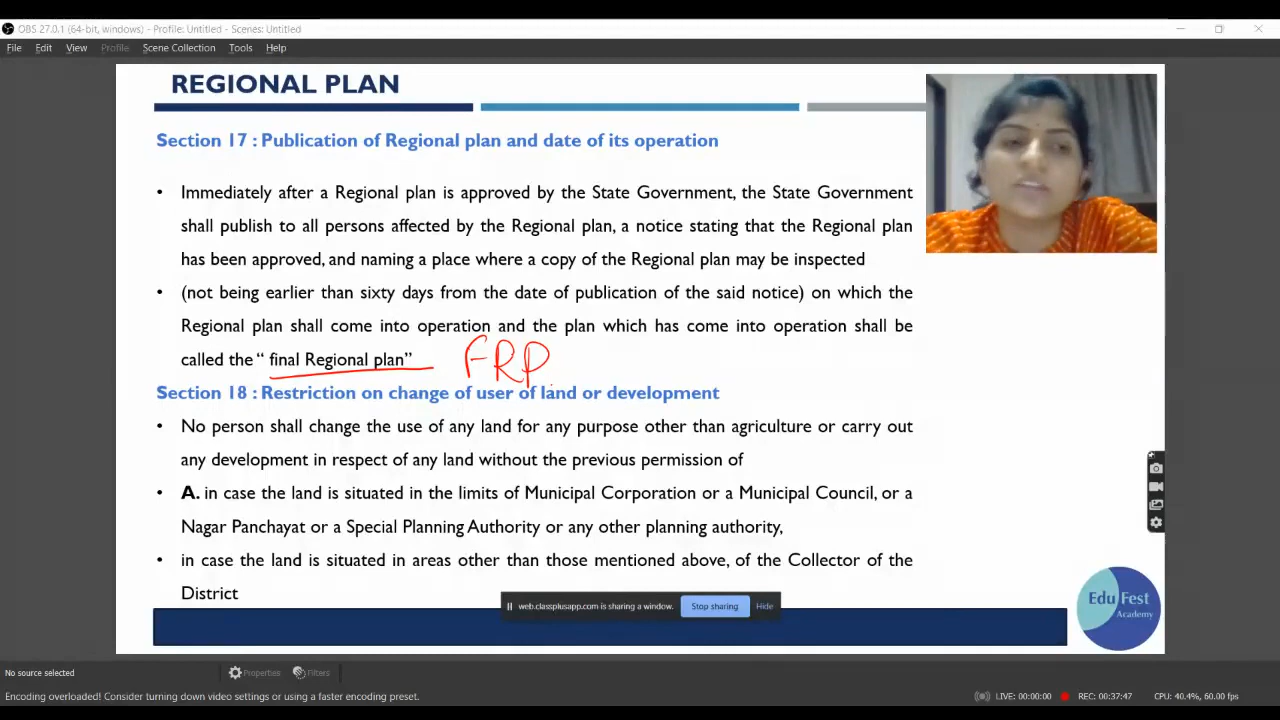 OBS 27.0.1 (64-bit, windows) - Profile: Untitled - Scenes: Untitled
File Edit View Profile Scene Collection Tools Help
REGIONAL PLAN
Section 17 : Publication of Regional plan and date of its operation
• Immediately after a Regional plan is approved by the State Government, the State Government
shall publish to all persons affected by the Regional plan, a notice stating that the Regional plan
has been approved, and naming a place where a copy of the Regional plan may be inspected
• (not being earlier than sixty days from the date of publication of the said notice) on which the
Regional plan shall come into operation and the plan which has come into operation shall be
called the “ final Regional plan” FRP
Section 18 : Restriction on change of user of land or development
• No person shall change the use of any land for any purpose other than agriculture or carry out
any development in respect of any land without the previous permission of
• A. in case the land is situated in the limits of Municipal Corporation or a Municipal Council, or a
Nagar Panchayat or a Special Planning Authority or any other planning authority,
• in case the land is situated in areas other than those mentioned above, of the Collector of the
District
web.classplusapp.com is sharing a window. Stop sharing Hide
Edu Fest
Academy
No source selected Properties Filters
Encoding overloaded! Consider turning down video settings or using a faster encoding preset. LIVE: 00:00:00 REC: 00:37:47 CPU: 40.4%, 60.00 fps